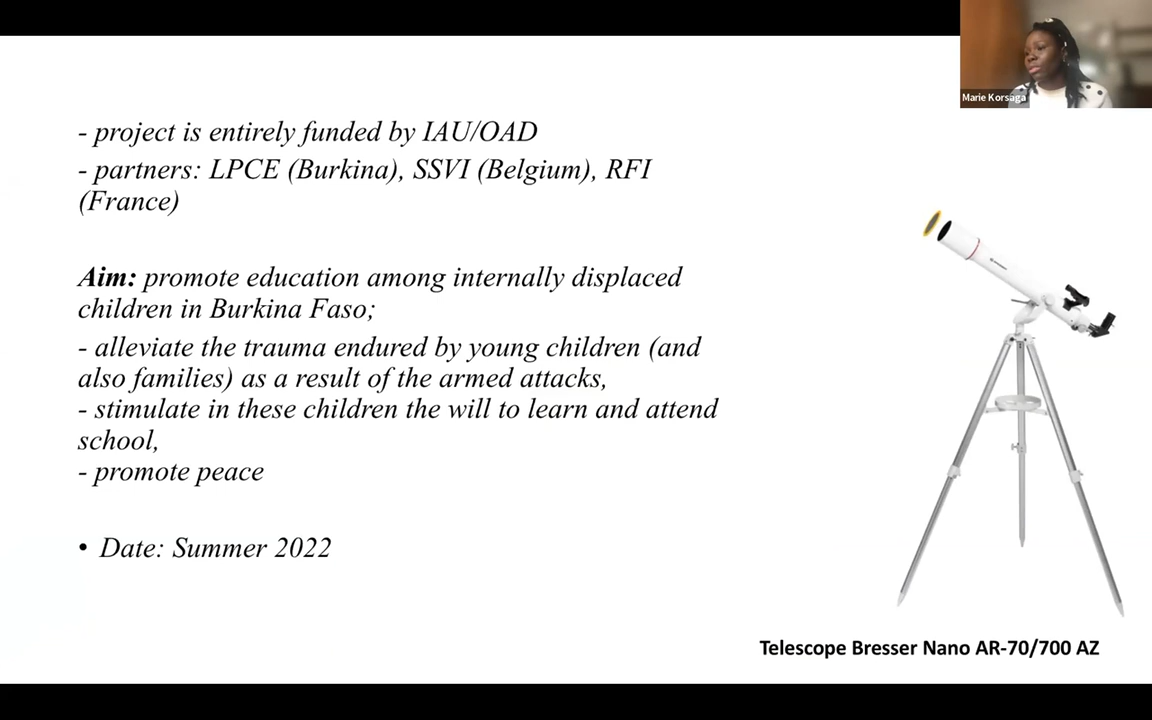 Marie Korsaga
- project is entirely funded by IAU/OAD
- partners: LPCE (Burkina), SSVI (Belgium), RFI
(France)
Aim: promote education among internally displaced
children in Burkina Faso;
- alleviate the trauma endured by young children (and
also families) as a result of the armed attacks,
- stimulate in these children the will to learn and attend
school,
- promote peace
• Date: Summer 2022
Telescope Bresser Nano AR-70/700 AZ